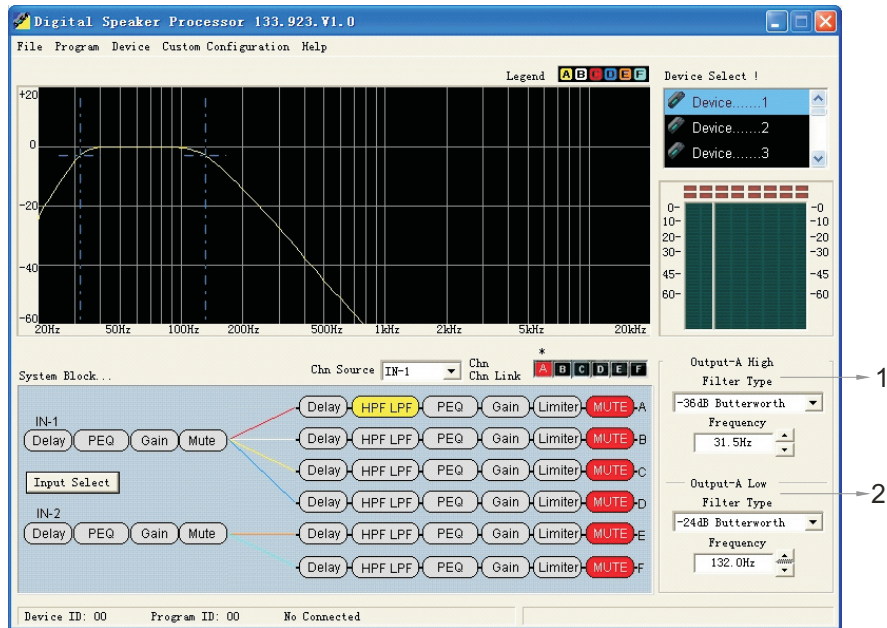 Digital Speaker Processor 133.923.V1.0
File Program Device Custom Configuration Help
Legend A B C D E F
Device Select !
+20
0
-20
-40
-60
20Hz 50Hz 100Hz 200Hz 500Hz 1kHz 2kHz 5kHz 20kHz
Device.......1
Device.......2
Device.......3
0- -0
10- -10
20- -20
30- -30
45- -45
60- -60
System Block...
Chn Source IN-1
Chn
Chn Link
*
A B C D E F
IN-1
Delay PEQ Gain Mute
Input Select
IN-2
Delay PEQ Gain Mute
Delay HPF LPF PEQ Gain Limiter MUTE A
Delay HPF LPF PEQ Gain Limiter MUTE B
Delay HPF LPF PEQ Gain Limiter MUTE C
Delay HPF LPF PEQ Gain Limiter MUTE D
Delay HPF LPF PEQ Gain Limiter MUTE E
Delay HPF LPF PEQ Gain Limiter MUTE F
Output-A High
Filter Type
1
-36dB Butterworth
Frequency
31.5Hz
Output-A Low
2
Filter Type
-24dB Butterworth
Frequency
132.0Hz
Device ID: 00 Program ID: 00 No Connected